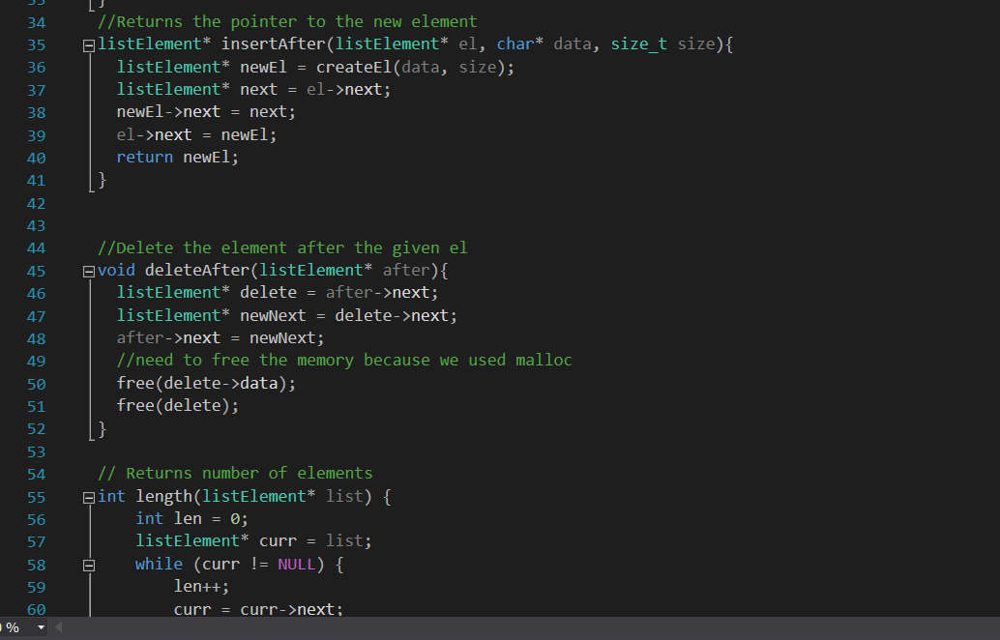 34 //Returns the pointer to the new element
35 listElement* insertAfter(listElement* el, char* data, size_t size){
36 listElement* newEl = createEl(data, size);
37 listElement* next = el->next;
38 newEl->next = next;
39 el->next = newEl;
40 return newEl;
41 }
42
43
44 //Delete the element after the given el
45 void deleteAfter(listElement* after){
46 listElement* delete = after->next;
47 listElement* newNext = delete->next;
48 after->next = newNext;
49 //need to free the memory because we used malloc
50 free(delete->data);
51 free(delete);
52 }
53
54 // Returns number of elements
55 int length(listElement* list) {
56 int len = 0;
57 listElement* curr = list;
58 while (curr != NULL) {
59 len++;
60 curr = curr->next;
%